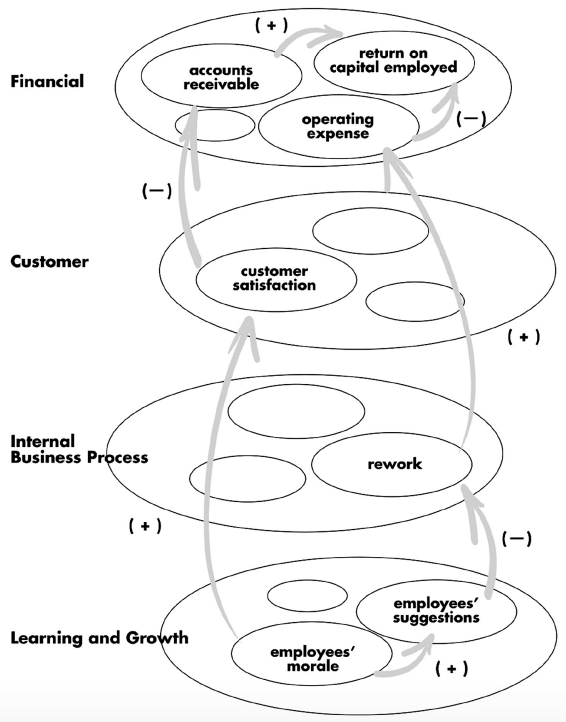 ( + )
Financial
accounts
receivable
return on
capital employed
operating
expense
(—)
(—)
Customer
customer
satisfaction
( + )
Internal
Business Process
rework
( + )
(—)
Learning and Growth
employees’
suggestions
employees’
morale
( + )